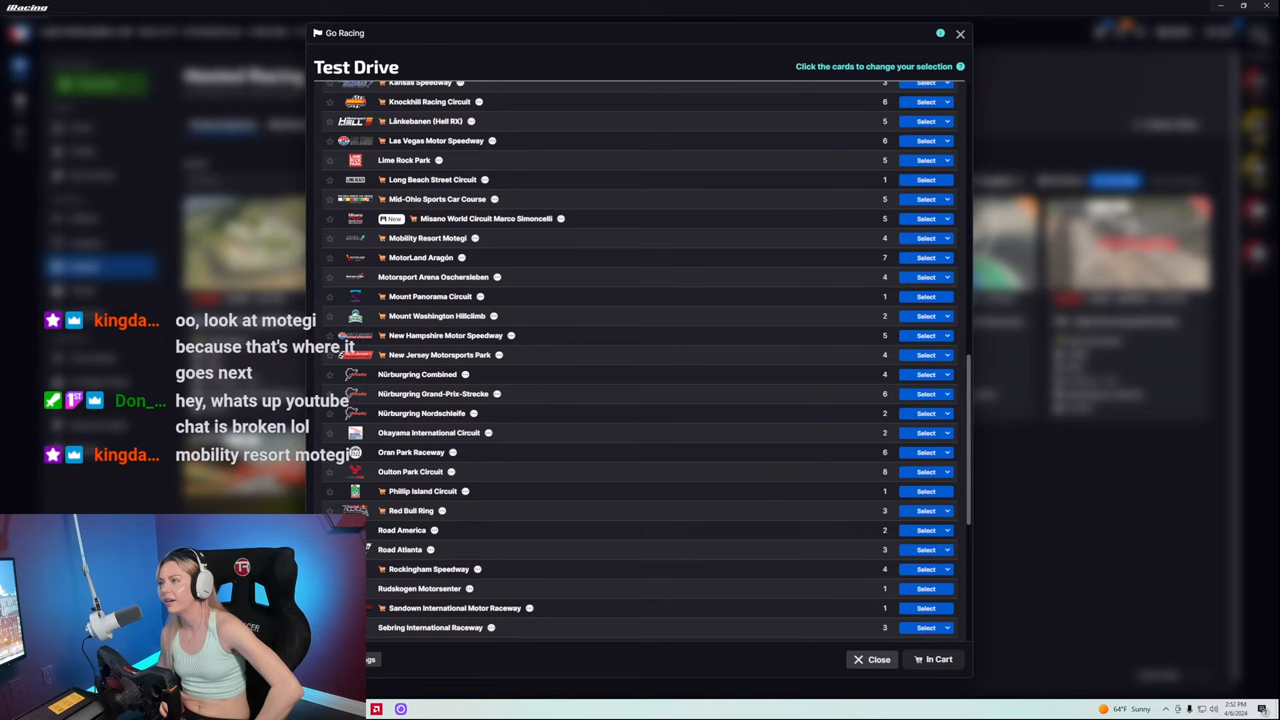 iRacing
Go Racing
Test Drive
Click the cards to change your selection
Kansas Speedway 3 Select
Knockhill Racing Circuit 6 Select
Lånkebanen (Hell RX) 5 Select
Las Vegas Motor Speedway 6 Select
Lime Rock Park 5 Select
Long Beach Street Circuit 1 Select
Mid-Ohio Sports Car Course 5 Select
New Misano World Circuit Marco Simoncelli 5 Select
Mobility Resort Motegi 4 Select
MotorLand Aragón 7 Select
Motorsport Arena Oschersleben 4 Select
Mount Panorama Circuit 1 Select
Mount Washington Hillclimb 2 Select
New Hampshire Motor Speedway 5 Select
New Jersey Motorsports Park 4 Select
Nürburgring Combined 4 Select
Nürburgring Grand-Prix-Strecke 6 Select
Nürburgring Nordschleife 2 Select
Okayama International Circuit 2 Select
Oran Park Raceway 6 Select
Oulton Park Circuit 8 Select
Phillip Island Circuit 1 Select
Red Bull Ring 3 Select
Road America 2 Select
Road Atlanta 3 Select
Rockingham Speedway 4 Select
Rudskogen Motorsenter 1 Select
Sandown International Motor Raceway 1 Select
Sebring International Raceway 3 Select
Close In Cart
kingda... oo, look at motegi
because that's where it
goes next
Don_... hey, whats up youtube
chat is broken lol
kingda... mobility resort motegi
64°F Sunny
2:52 PM
4/6/2024